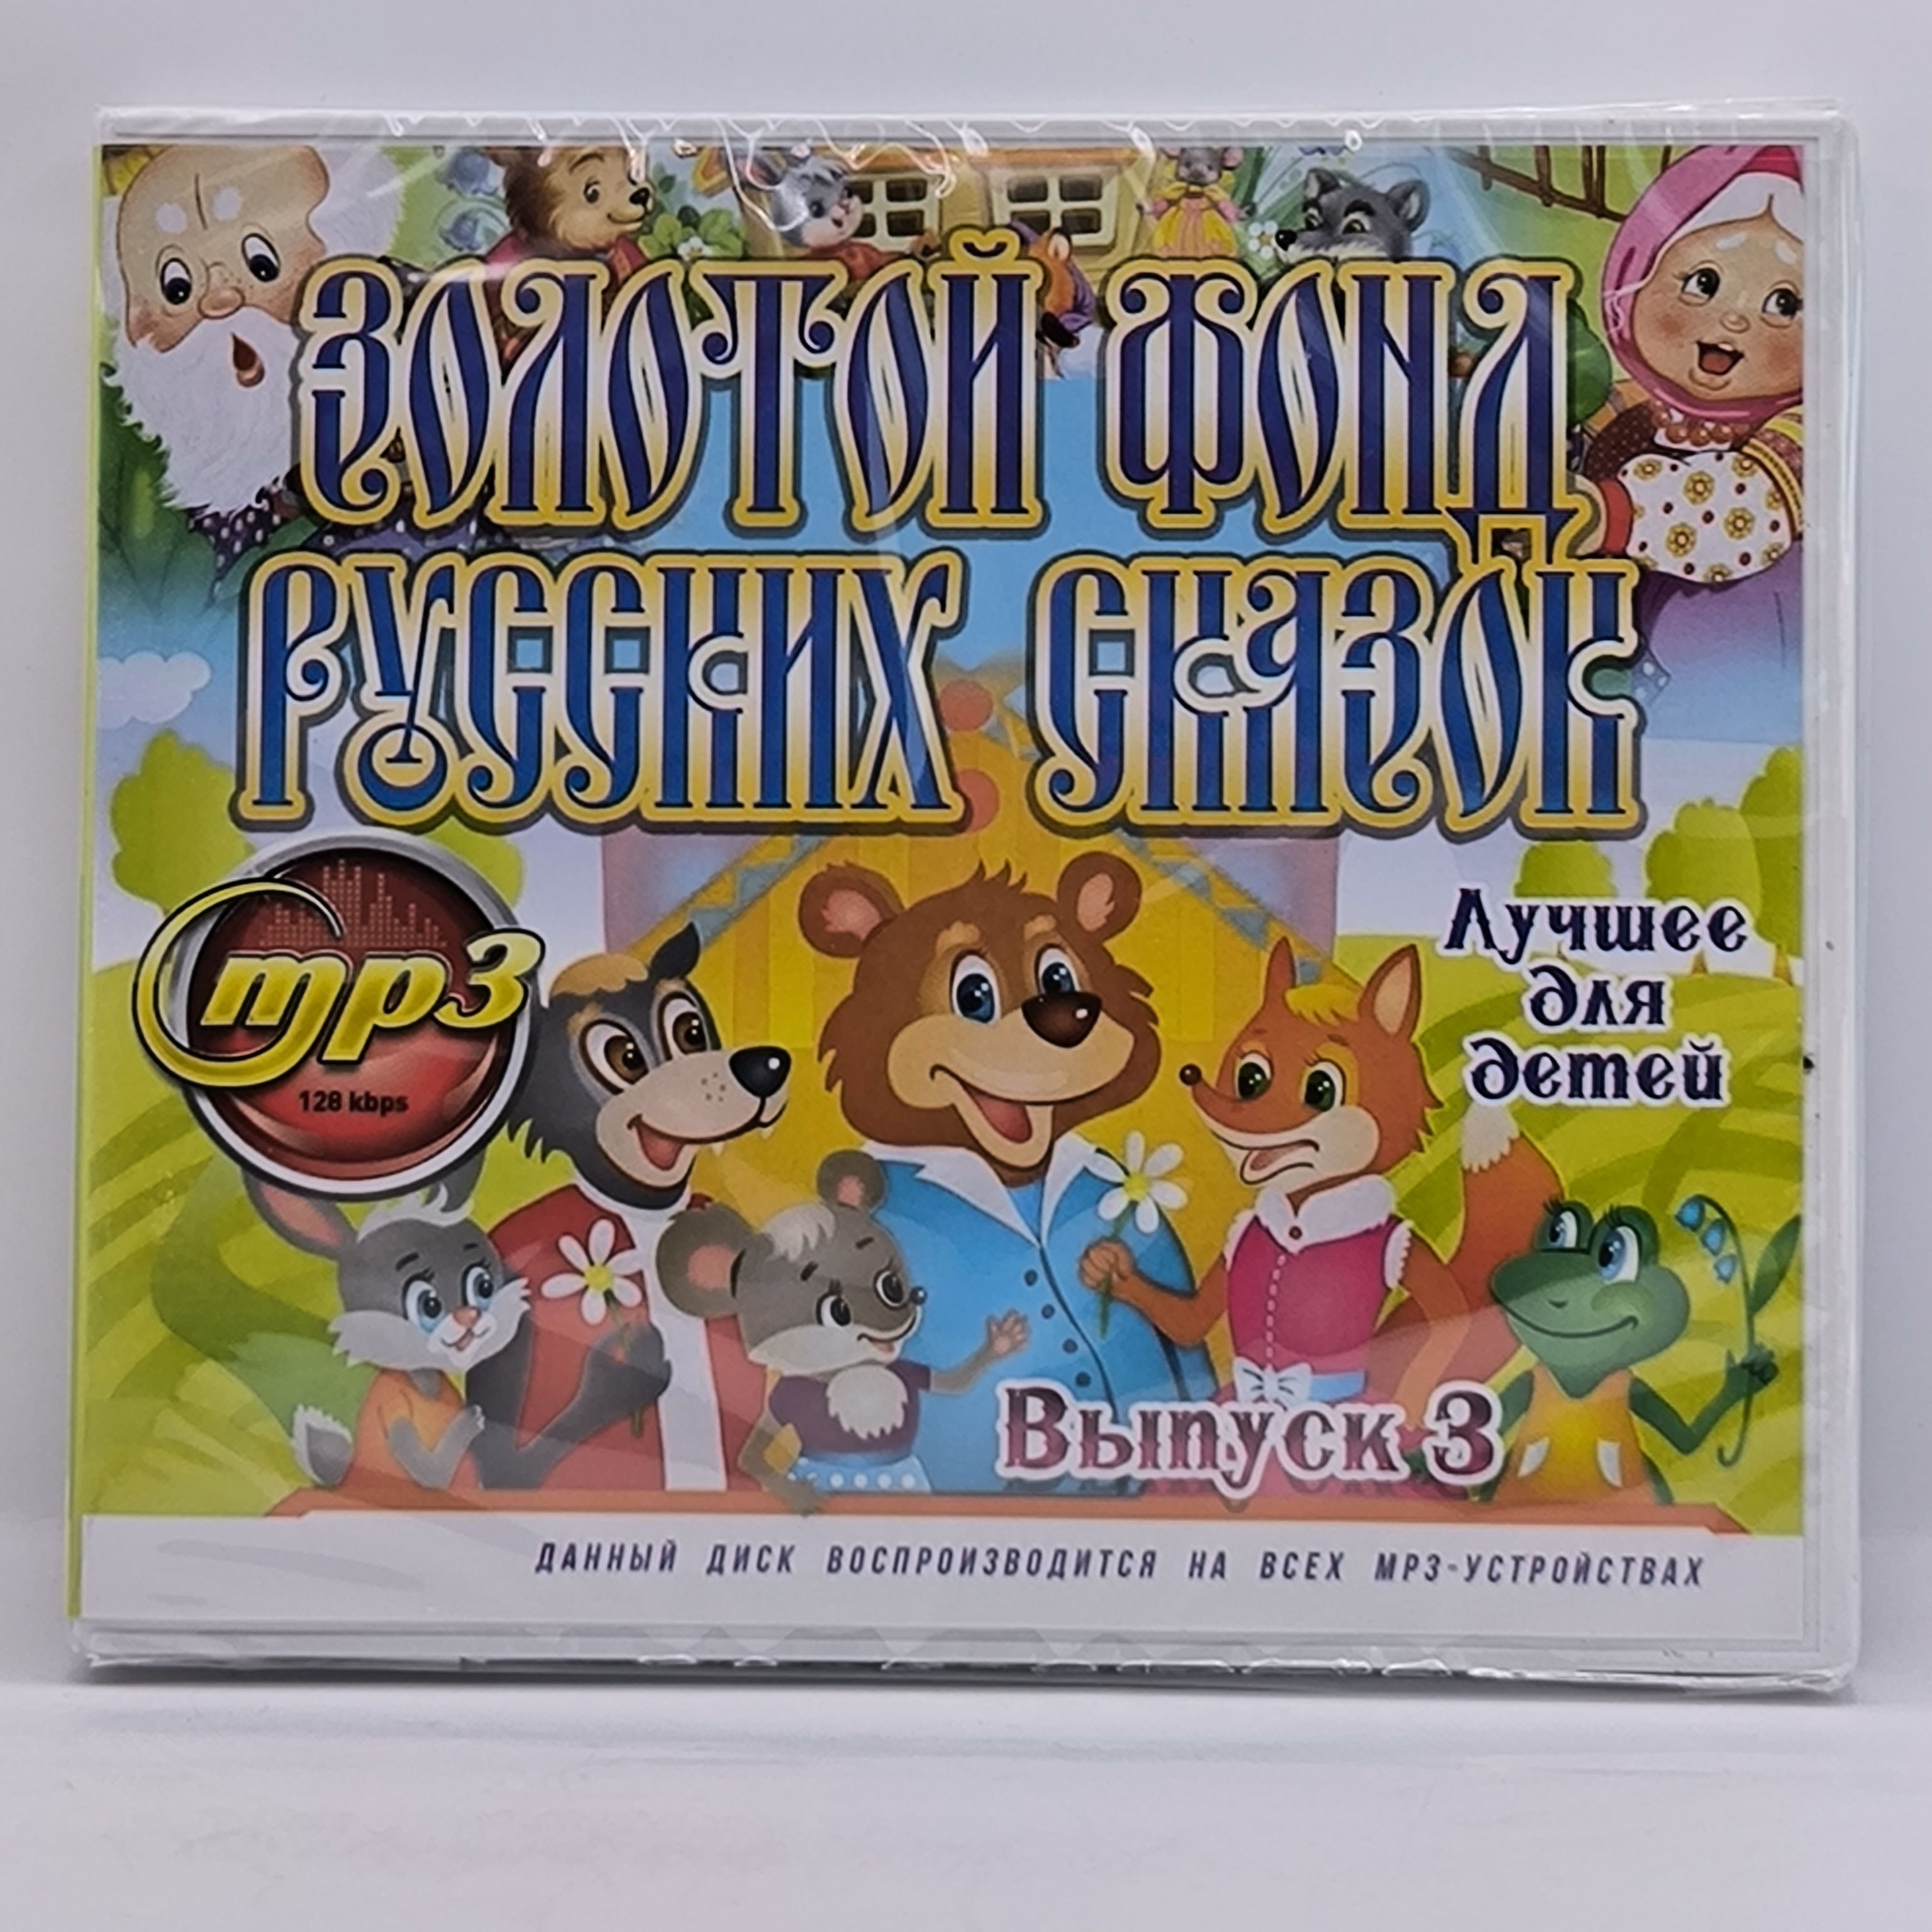 ЗОЛОТОЙ ФОНД
РУССКИХ СКАЗОК
mp3
128 kbps
Лучшее
для
детей
Выпуск 3
ДАННЫЙ ДИСК ВОСПРОИЗВОДИТСЯ НА ВСЕХ MP3-УСТРОЙСТВАХ